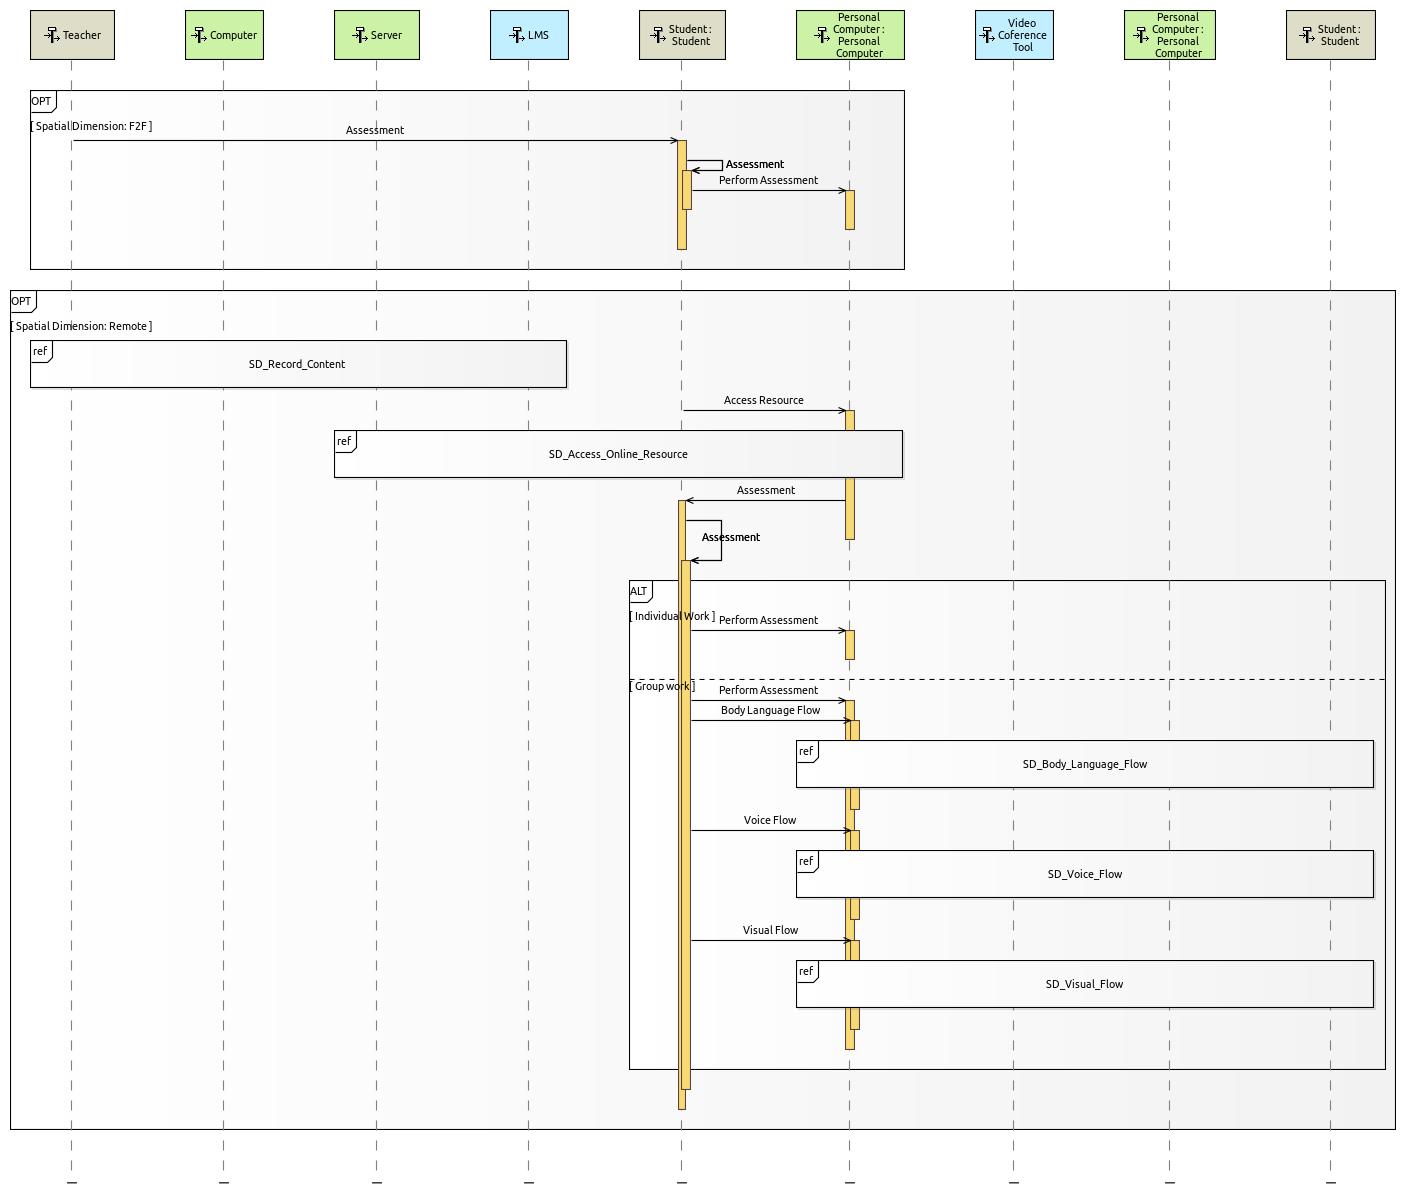 Teacher
Computer
Server
LMS
Student :
Student
Personal
Computer :
Personal
Computer
Video
Coference
Tool
Personal
Computer :
Personal
Computer
Student :
Student
OPT
[ Spatial Dimension: F2F ]
Assessment
Assessment
Perform Assessment
OPT
[ Spatial Dimension: Remote ]
ref
SD_Record_Content
Access Resource
ref
SD_Access_Online_Resource
Assessment
Assessment
ALT
[ Individual Work ]
Perform Assessment
[ Group work ]
Perform Assessment
Body Language Flow
ref
SD_Body_Language_Flow
Voice Flow
ref
SD_Voice_Flow
Visual Flow
ref
SD_Visual_Flow